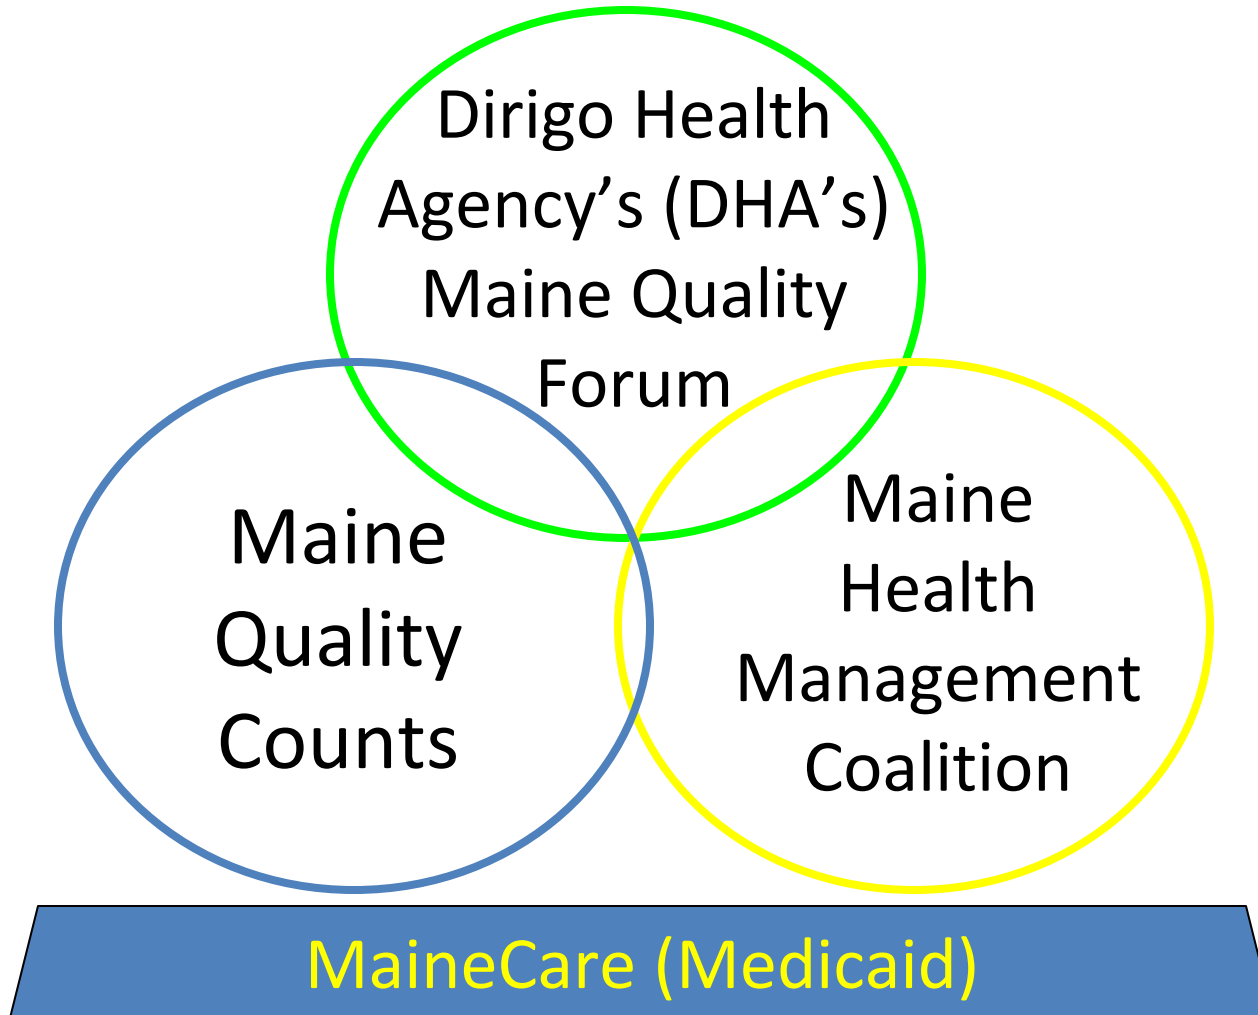 Dirigo Health
Agency’s (DHA’s)
Maine Quality
Forum
Maine
Quality
Counts
Maine
Health
Management
Coalition
MaineCare (Medicaid)